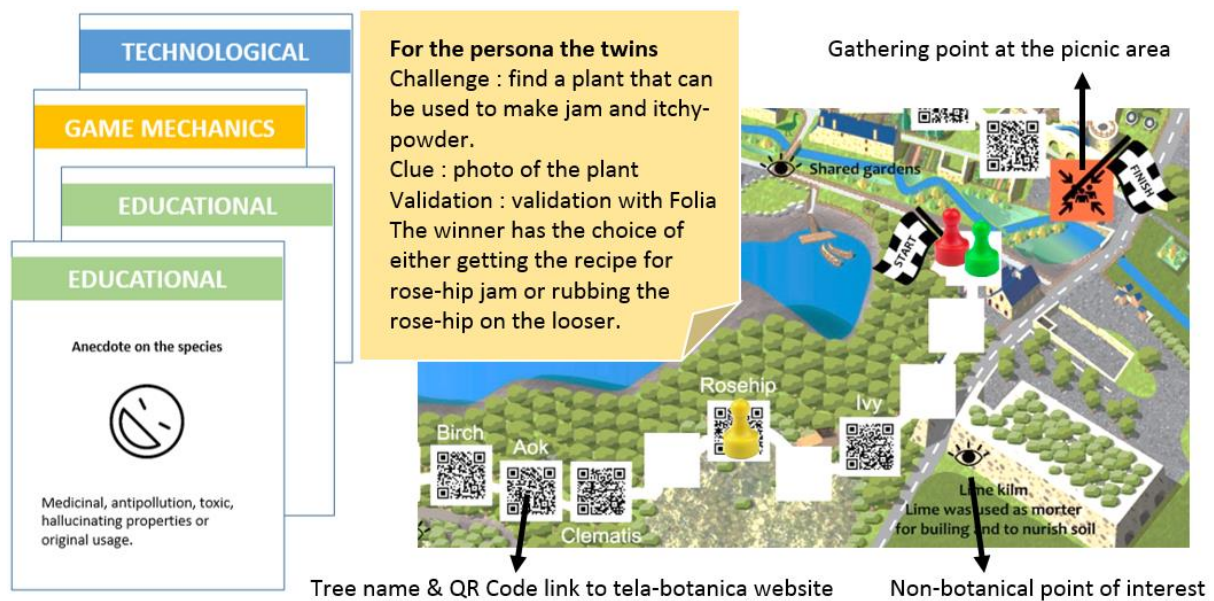 TECHNOLOGICAL
GAME MECHANICS
EDUCATIONAL
EDUCATIONAL
Anecdote on the species
Medicinal, antipollution, toxic,
hallucinating properties or
original usage.
For the persona the twins
Challenge : find a plant that can
be used to make jam and itchy-
powder.
Clue : photo of the plant
Validation : validation with Folia
The winner has the choice of
either getting the recipe for
rose-hip jam or rubbing the
rose-hip on the looser.
Gathering point at the picnic area
Shared gardens
FINISH
START
Rosehip
Ivy
Birch
Aok
Clematis
Lime kilm
Lime was used as morter
for builing and to nurish soil
Tree name & QR Code link to tela-botanica website
Non-botanical point of interest